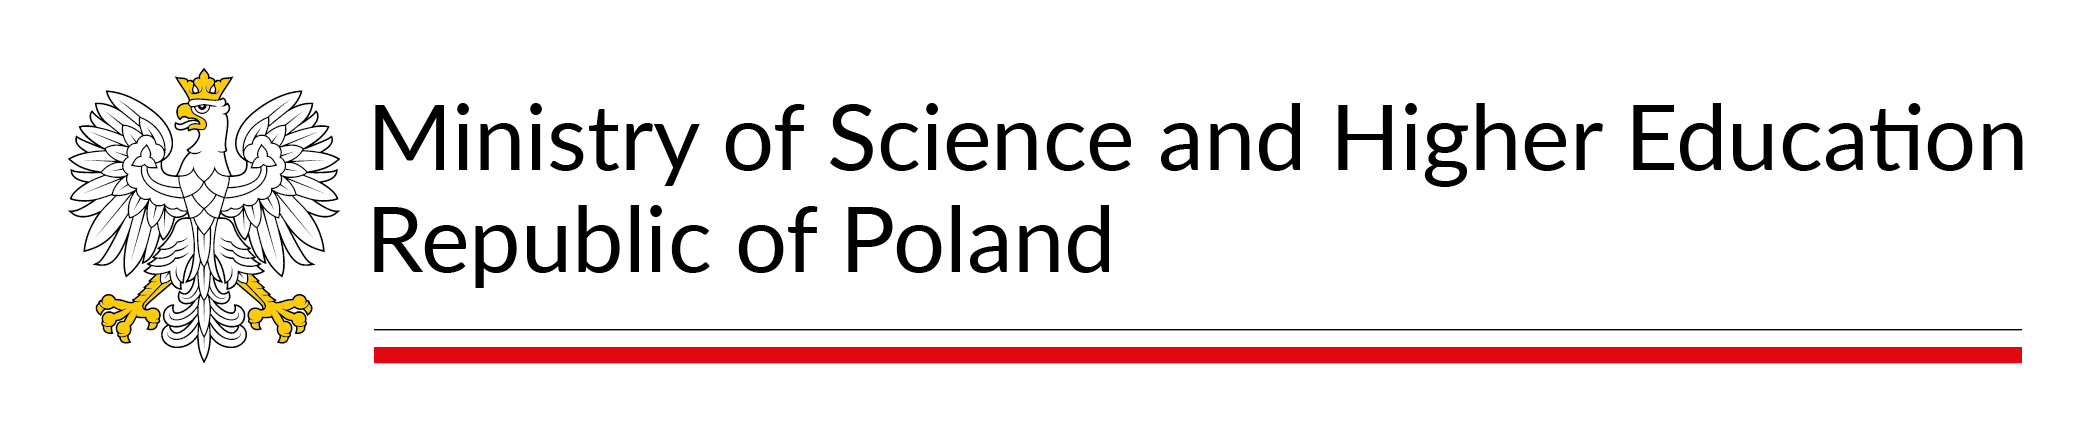 Ministry of Science and Higher Education
Republic of Poland